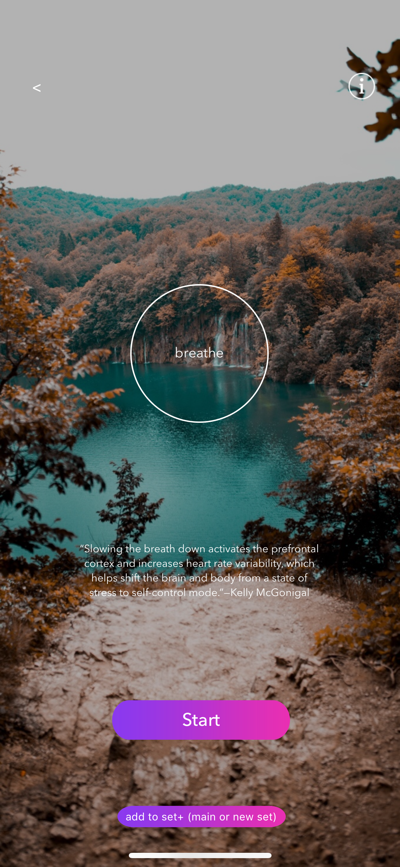 <
i
breathe
"Slowing the breath down activates the prefrontal
cortex and increases heart rate variability, which
helps shift the brain and body from a state of
stress to self-control mode."–Kelly McGonigal
Start
add to set+ (main or new set)